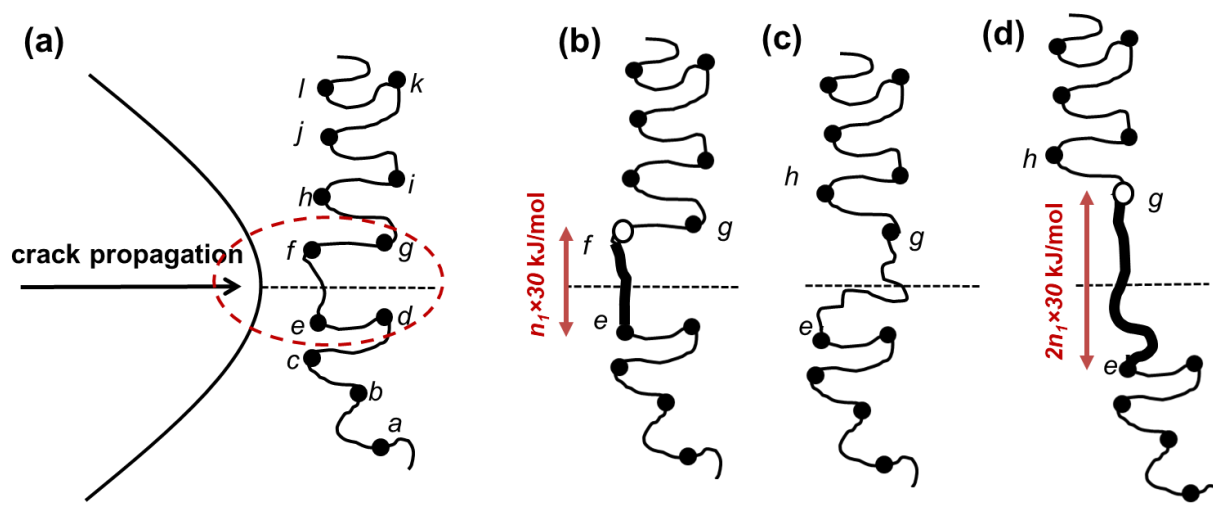 (a)
l
k
j
i
h
g
f
crack propagation
e
d
c
b
a
(b)
f
g
e
n₁×30 kJ/mol
(c)
h
g
e
(d)
h
g
e
2n₁×30 kJ/mol